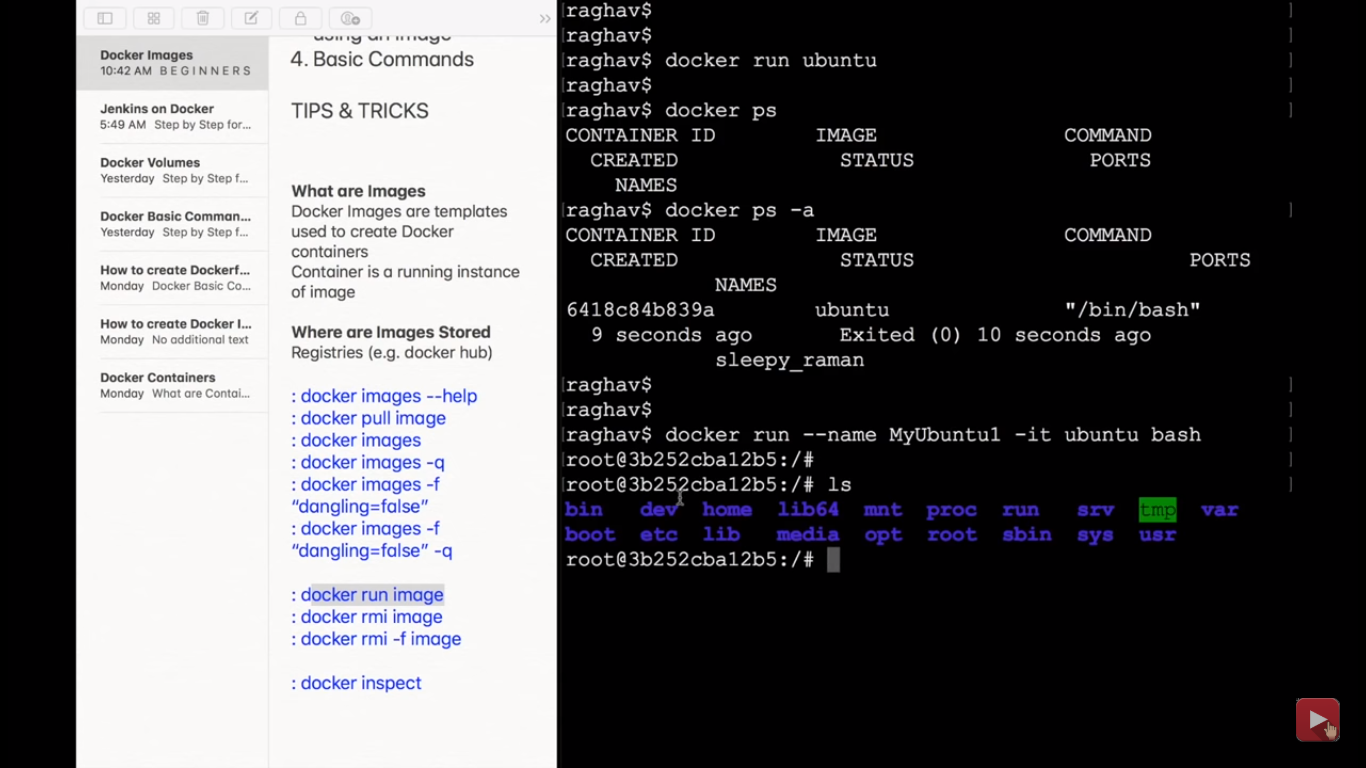 Docker Images
10:42 AM B E G I N N E R S
Jenkins on Docker
5:49 AM Step by Step for...
Docker Volumes
Yesterday Step by Step f...
Docker Basic Comman...
Yesterday Step by Step f...
How to create Dockerf...
Monday Docker Basic Co...
How to create Docker I...
Monday No additional text
Docker Containers
Monday What are Contai...
using an image
4. Basic Commands
TIPS & TRICKS
What are Images
Docker Images are templates
used to create Docker
containers
Container is a running instance
of image
Where are Images Stored
Registries (e.g. docker hub)
: docker images --help
: docker pull image
: docker images
: docker images -q
: docker images -f
“dangling=false”
: docker images -f
“dangling=false” -q
: docker run image
: docker rmi image
: docker rmi -f image
: docker inspect
[raghav$ ]
[raghav$ ]
[raghav$ docker run ubuntu ]
[raghav$ ]
[raghav$ docker ps ]
CONTAINER ID IMAGE COMMAND
CREATED STATUS PORTS
NAMES
[raghav$ docker ps -a ]
CONTAINER ID IMAGE COMMAND
CREATED STATUS PORTS
NAMES
6418c84b839a ubuntu "/bin/bash"
9 seconds ago Exited (0) 10 seconds ago
sleepy_raman
[raghav$ ]
[raghav$ ]
[raghav$ docker run --name MyUbuntu1 -it ubuntu bash ]
[root@3b252cba12b5:/# ]
[root@3b252cba12b5:/# ls ]
bin dev home lib64 mnt proc run srv tmp var
boot etc lib media opt root sbin sys usr
root@3b252cba12b5:/#